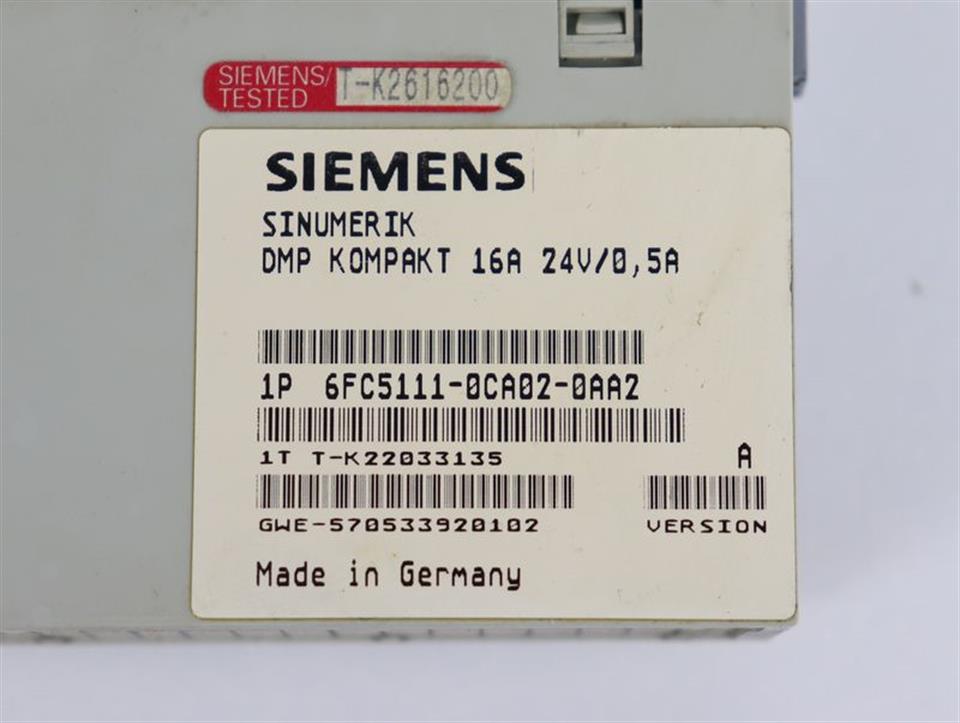 SIEMENS/ T-K2616200
TESTED
SIEMENS
SINUMERIK
DMP KOMPAKT 16A 24V/0,5A
1P 6FC5111-0CA02-0AA2
1T T-K22033135
A
GWE-570533920102
VERSION
Made in Germany